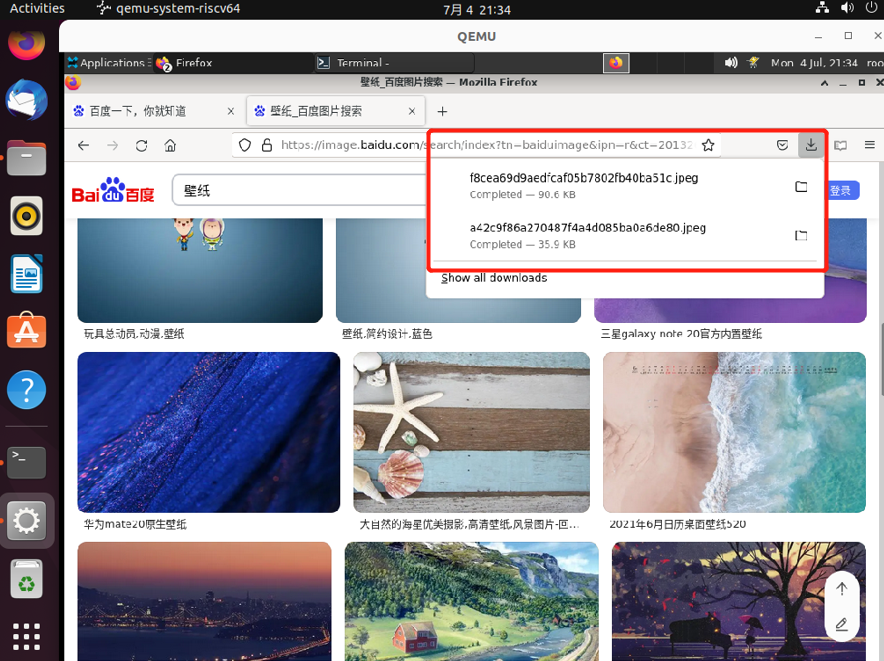 Activities
qemu-system-riscv64
7月 4 21:34
QEMU
Applications
Firefox
Terminal -
Mon 4 Jul, 21:34
roo
壁纸_百度图片搜索 — Mozilla Firefox
百度一下，你就知道
壁纸_百度图片搜索
https://image.baidu.com/search/index?tn=baiduimage&ipn=r&ct=20132
Bai du 百度
壁纸
登录
f8cea69d9aedfcaf05b7802fb40ba51c.jpeg
Completed — 90.6 KB
a42c9f86a270487f4a4d085ba0a6de80.jpeg
Completed — 35.9 KB
Show all downloads
玩具总动员,动漫,壁纸
壁纸,简约设计,蓝色
三星galaxy note 20官方内置壁纸
华为mate20原生壁纸
大自然的海星优美摄影,高清壁纸,风景图片-回...
2021年6月日历桌面壁纸520